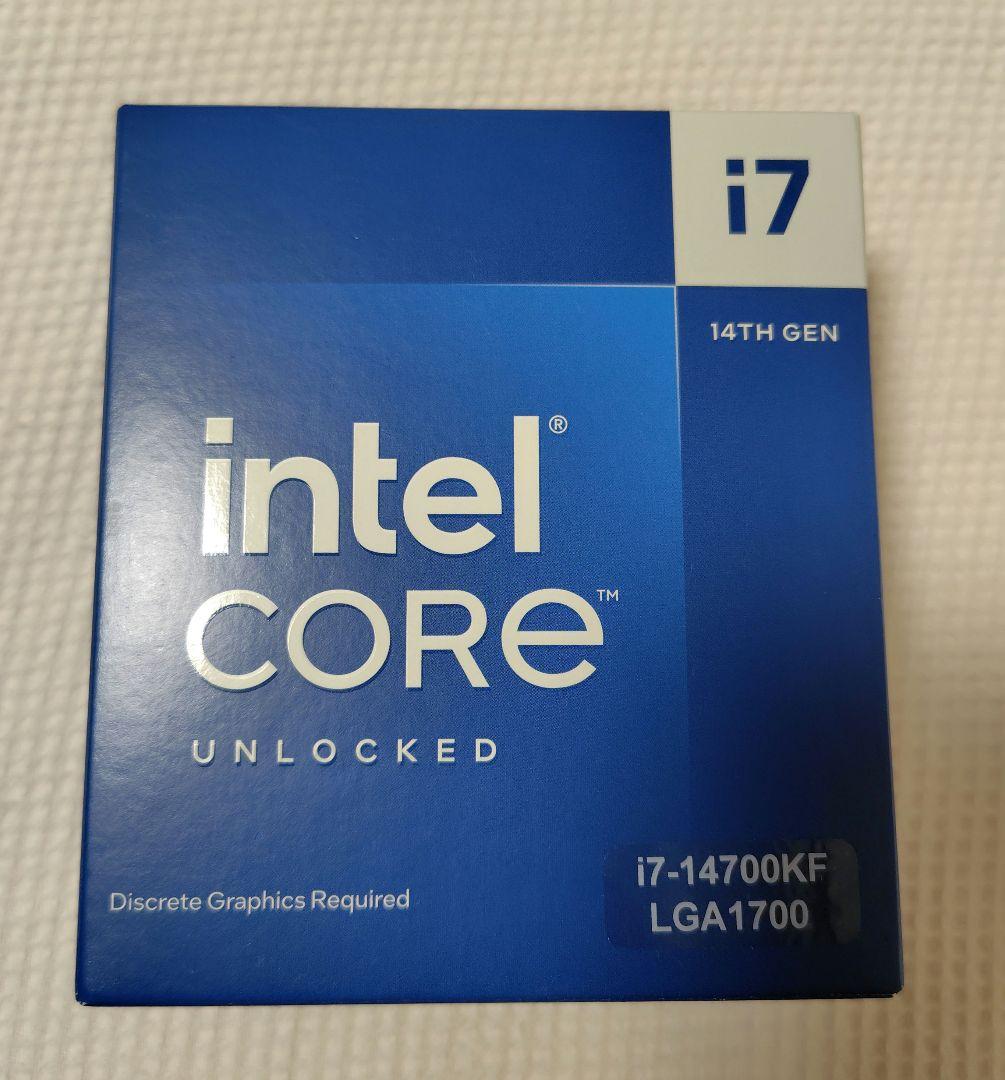 i7
14TH GEN
intel®
CORe™
UNLOCKED
Discrete Graphics Required
i7-14700KF
LGA1700